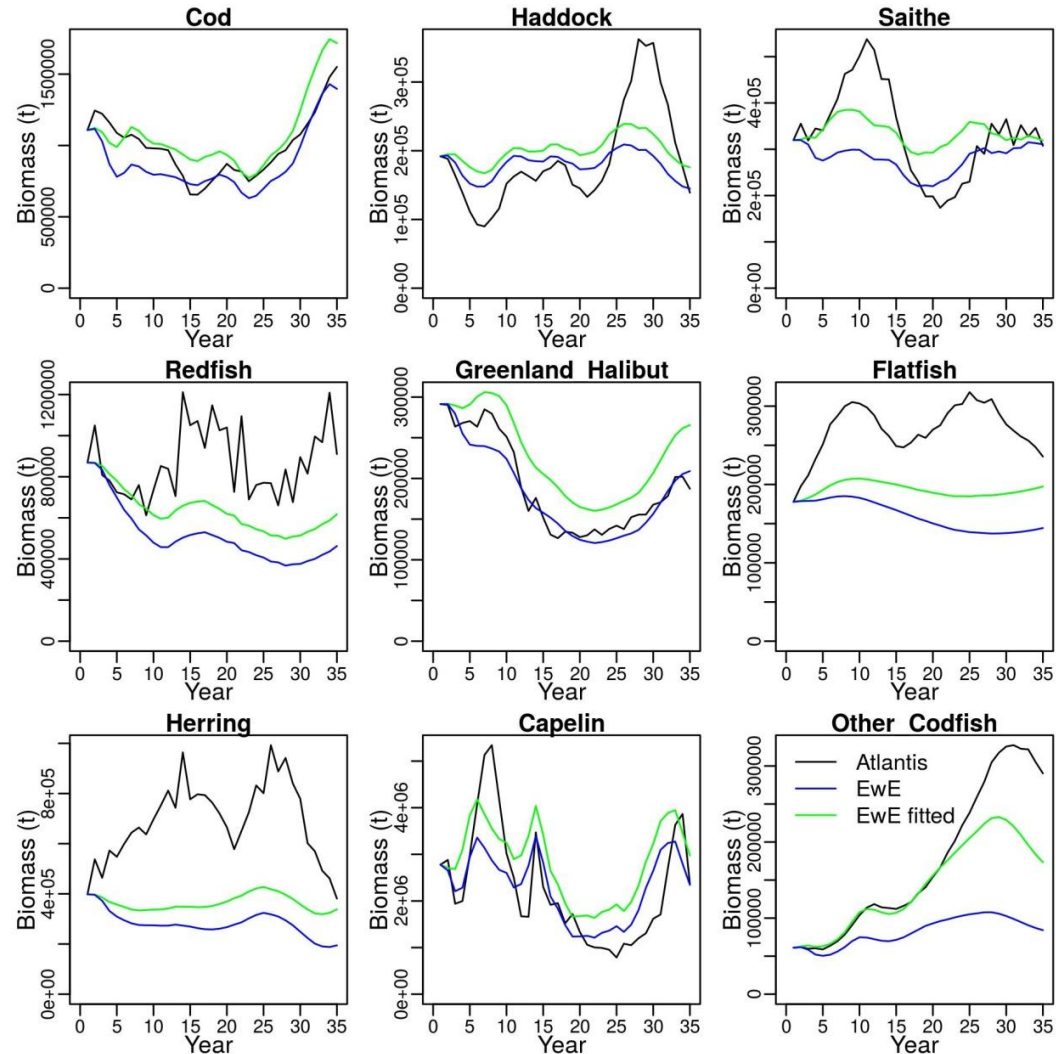 Cod
Haddock
Saithe
Biomass (t)
0 500000 1500000
Biomass (t)
0e+00 1e+05 2e+05 3e+05
Biomass (t)
0e+00 2e+05 4e+05
0 5 10 15 20 25 30 35
0 5 10 15 20 25 30 35
0 5 10 15 20 25 30 35
Year
Year
Year
Redfish
Greenland Halibut
Flatfish
Biomass (t)
0 400000 800000 1200000
Biomass (t)
0 100000 200000 300000
Biomass (t)
0 100000 200000 300000
0 5 10 15 20 25 30 35
0 5 10 15 20 25 30 35
0 5 10 15 20 25 30 35
Year
Year
Year
Herring
Capelin
Other Codfish
Biomass (t)
0e+00 4e+05 8e+05
Biomass (t)
0e+00 2e+06 4e+06
Biomass (t)
0 100000 200000 300000
Atlantis
EwE
EwE fitted
0 5 10 15 20 25 30 35
0 5 10 15 20 25 30 35
0 5 10 15 20 25 30 35
Year
Year
Year